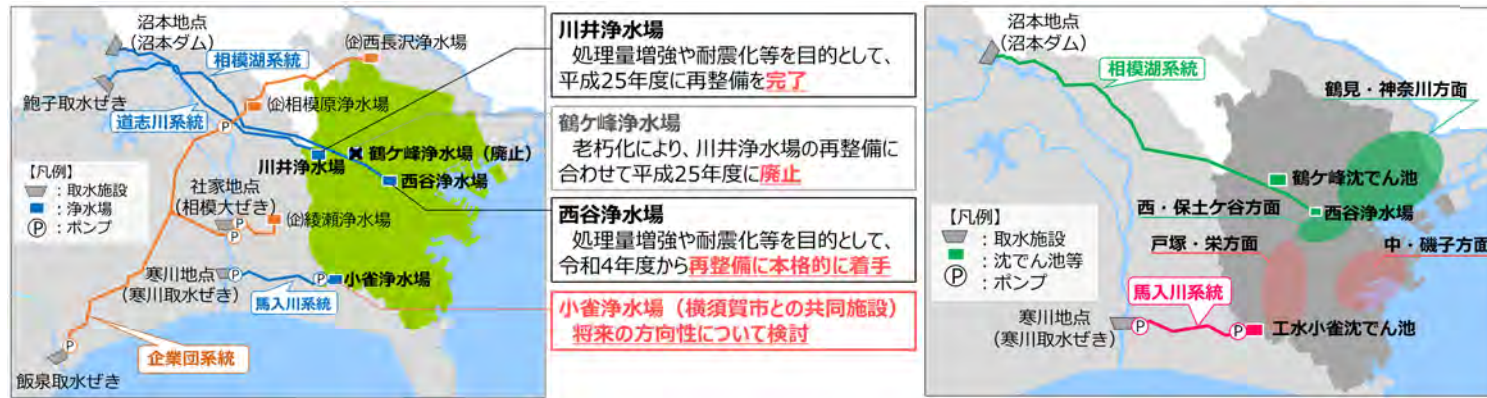 沼本地点
(沼本ダム)
相模湖系統
㈽西長沢浄水場
鮑子取水ぜき
㈽相模原浄水場
道志川系統
P
川井浄水場
鶴ケ峰浄水場（廃止）
西谷浄水場
【凡例】
：取水施設
：浄水場
P ：ポンプ
社家地点
(相模大ぜき)
㈽綾瀬浄水場
P
P
寒川地点
(寒川取水ぜき)
P
P
小雀浄水場
馬入川系統
P
企業団系統
飯泉取水ぜき
川井浄水場
処理量増強や耐震化等を目的として、
平成25年度に再整備を完了
鶴ケ峰浄水場
老朽化により、川井浄水場の再整備に
合わせて平成25年度に廃止
西谷浄水場
処理量増強や耐震化等を目的として、
令和4年度から再整備に本格的に着手
小雀浄水場（横須賀市との共同施設）
将来の方向性について検討
沼本地点
(沼本ダム)
相模湖系統
鶴見・神奈川方面
鶴ケ峰沈でん池
西・保土ケ谷方面
西谷浄水場
【凡例】
：取水施設
：沈でん池等
P ：ポンプ
戸塚・栄方面
中・磯子方面
馬入川系統
寒川地点
(寒川取水ぜき)
P
P
工水小雀沈でん池